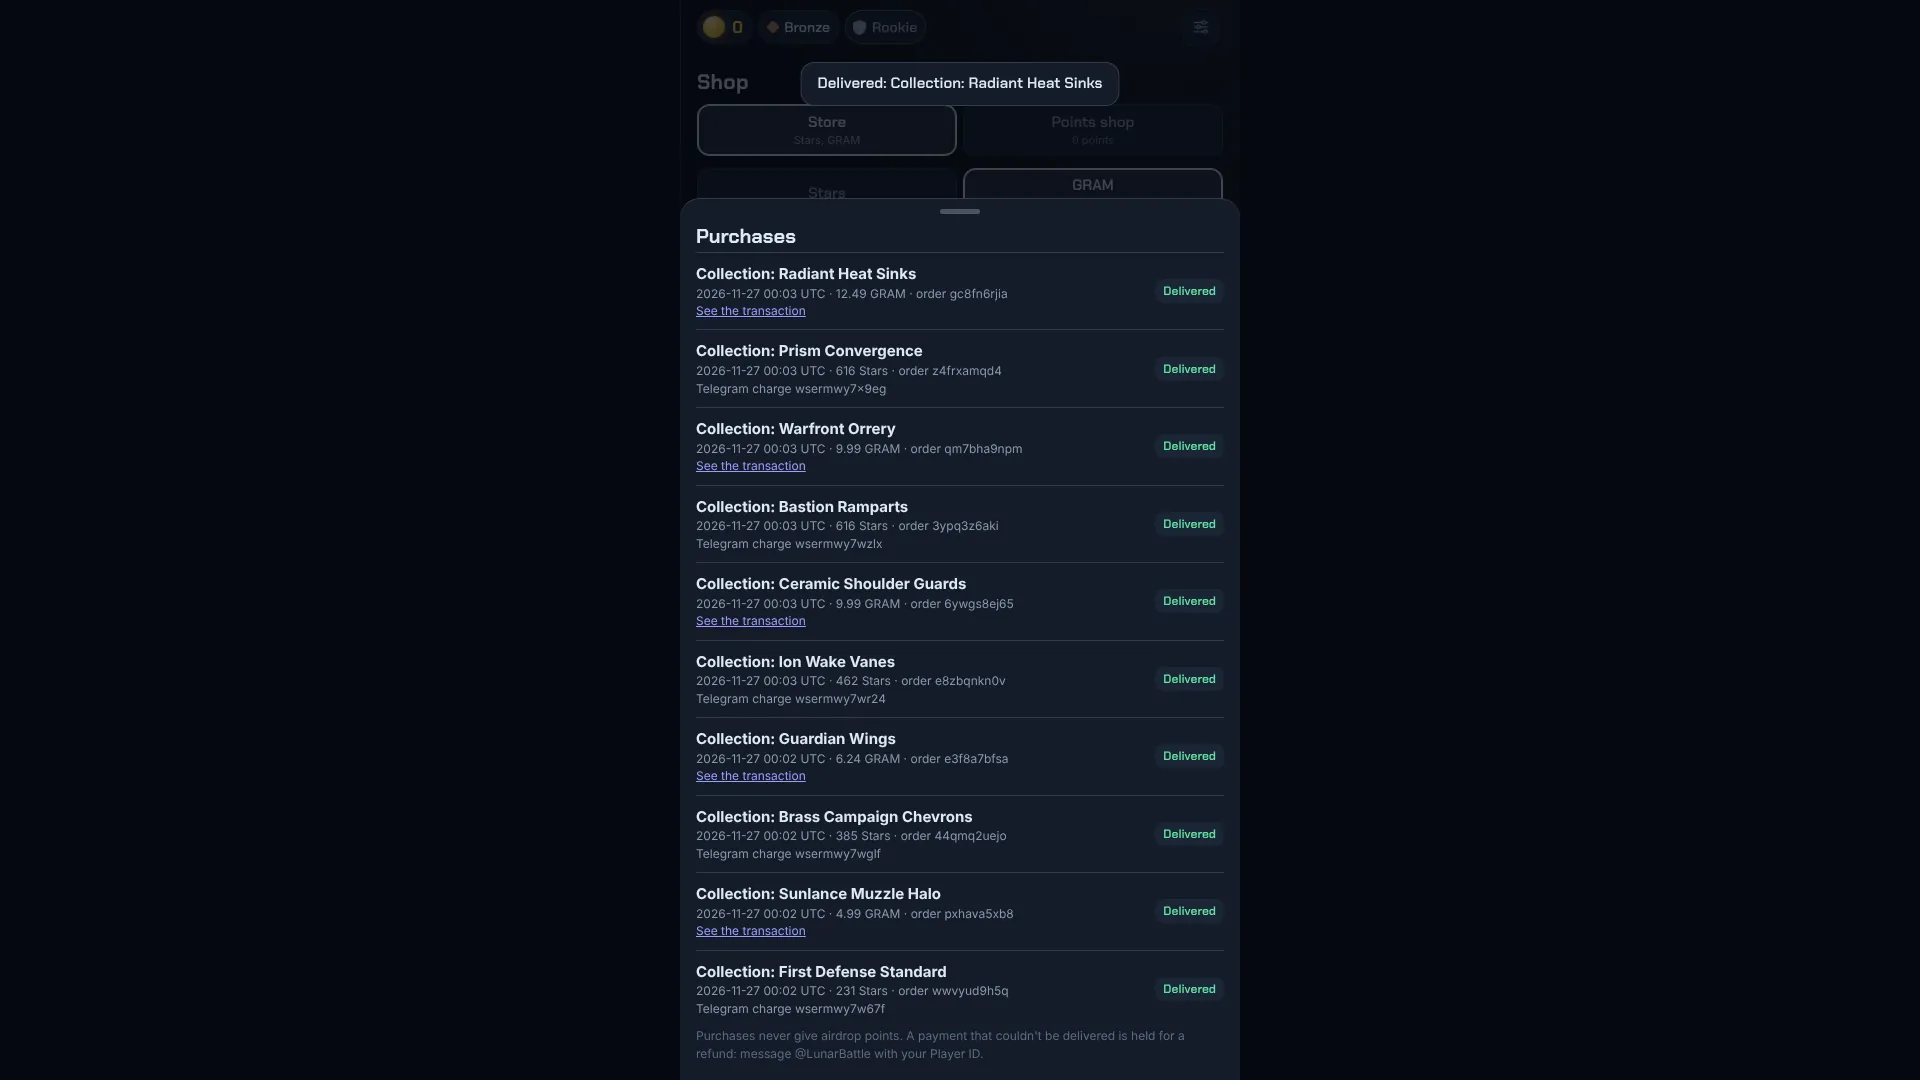 0
Bronze
Rookie
Shop
Delivered: Collection: Radiant Heat Sinks
Store
Stars, GRAM
Points shop
0 points
Stars
GRAM
Purchases
Collection: Radiant Heat Sinks
2026-11-27 00:03 UTC · 12.49 GRAM · order gc8fn6rjia
See the transaction
Delivered
Collection: Prism Convergence
2026-11-27 00:03 UTC · 616 Stars · order z4frxamqd4
Telegram charge wsermwy7×9eg
Delivered
Collection: Warfront Orrery
2026-11-27 00:03 UTC · 9.99 GRAM · order qm7bha9npm
See the transaction
Delivered
Collection: Bastion Ramparts
2026-11-27 00:03 UTC · 616 Stars · order 3ypq3z6aki
Telegram charge wsermwy7wzlx
Delivered
Collection: Ceramic Shoulder Guards
2026-11-27 00:03 UTC · 9.99 GRAM · order 6ywgs8ej65
See the transaction
Delivered
Collection: Ion Wake Vanes
2026-11-27 00:03 UTC · 462 Stars · order e8zbqnkn0v
Telegram charge wsermwy7wr24
Delivered
Collection: Guardian Wings
2026-11-27 00:02 UTC · 6.24 GRAM · order e3f8a7bfsa
See the transaction
Delivered
Collection: Brass Campaign Chevrons
2026-11-27 00:02 UTC · 385 Stars · order 44qmq2uejo
Telegram charge wsermwy7wglf
Delivered
Collection: Sunlance Muzzle Halo
2026-11-27 00:02 UTC · 4.99 GRAM · order pxhava5xb8
See the transaction
Delivered
Collection: First Defense Standard
2026-11-27 00:02 UTC · 231 Stars · order wwvyud9h5q
Telegram charge wsermwy7w67f
Delivered
Purchases never give airdrop points. A payment that couldn't be delivered is held for a
refund: message @LunarBattle with your Player ID.